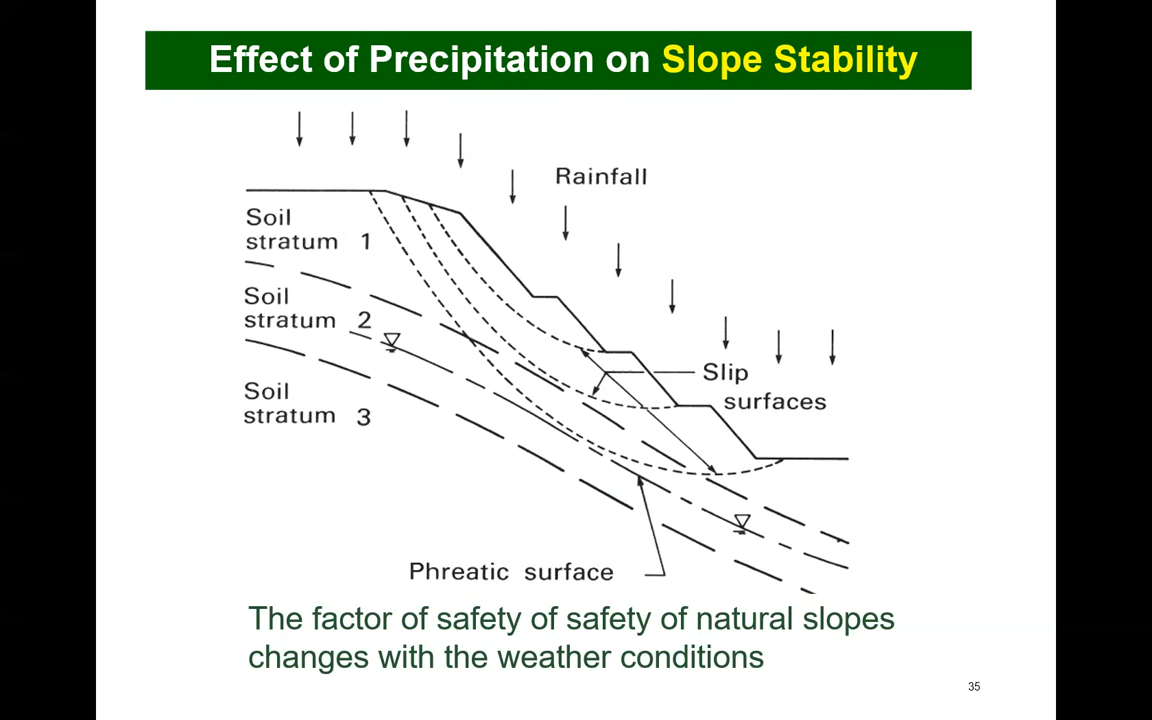 Effect of Precipitation on Slope Stability
Rainfall
Soil
stratum 1
Soil
stratum 2
Soil
stratum 3
Slip
surfaces
Phreatic surface
The factor of safety of safety of natural slopes
changes with the weather conditions
35